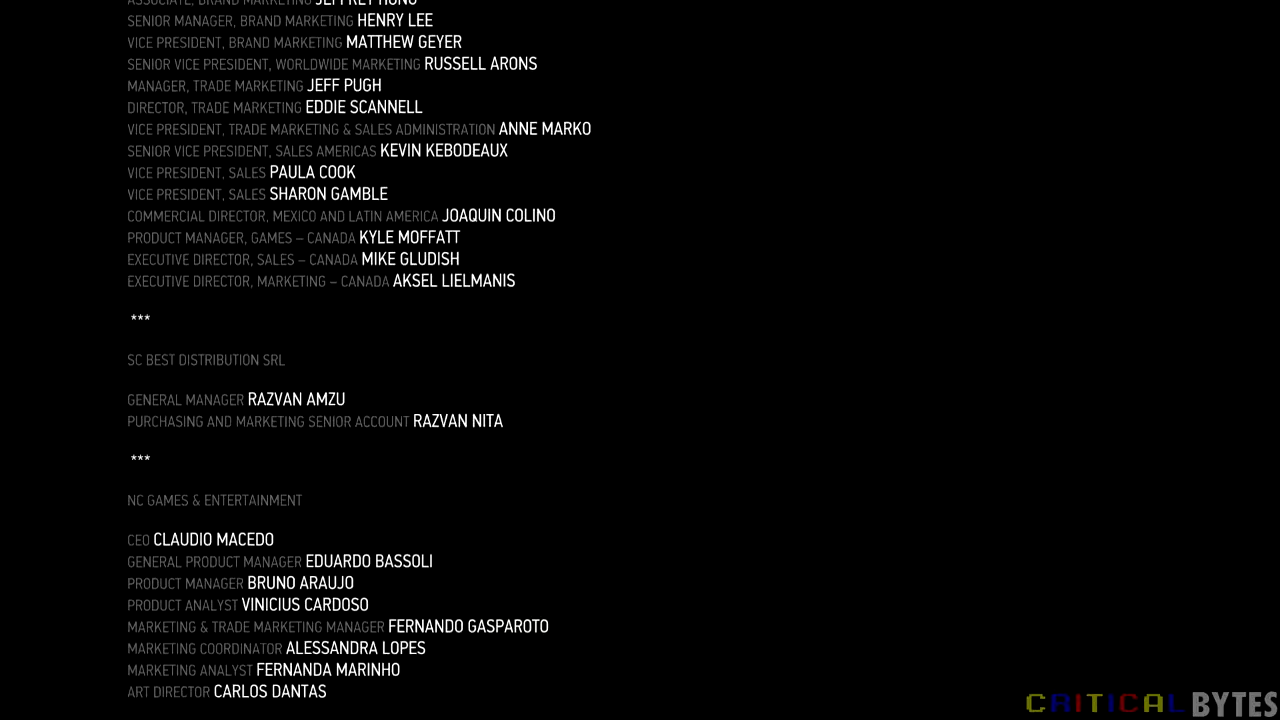 ASSOCIATE, BRAND MARKETING JEFFREY HONG
SENIOR MANAGER, BRAND MARKETING HENRY LEE
VICE PRESIDENT, BRAND MARKETING MATTHEW GEYER
SENIOR VICE PRESIDENT, WORLDWIDE MARKETING RUSSELL ARONS
MANAGER, TRADE MARKETING JEFF PUGH
DIRECTOR, TRADE MARKETING EDDIE SCANNELL
VICE PRESIDENT, TRADE MARKETING & SALES ADMINISTRATION ANNE MARKO
SENIOR VICE PRESIDENT, SALES AMERICAS KEVIN KEBODEAUX
VICE PRESIDENT, SALES PAULA COOK
VICE PRESIDENT, SALES SHARON GAMBLE
COMMERCIAL DIRECTOR, MEXICO AND LATIN AMERICA JOAQUIN COLINO
PRODUCT MANAGER, GAMES – CANADA KYLE MOFFATT
EXECUTIVE DIRECTOR, SALES – CANADA MIKE GLUDISH
EXECUTIVE DIRECTOR, MARKETING – CANADA AKSEL LIELMANIS
***
SC BEST DISTRIBUTION SRL
GENERAL MANAGER RAZVAN AMZU
PURCHASING AND MARKETING SENIOR ACCOUNT RAZVAN NITA
***
NC GAMES & ENTERTAINMENT
CEO CLAUDIO MACEDO
GENERAL PRODUCT MANAGER EDUARDO BASSOLI
PRODUCT MANAGER BRUNO ARAUJO
PRODUCT ANALYST VINICIUS CARDOSO
MARKETING & TRADE MARKETING MANAGER FERNANDO GASPAROTO
MARKETING COORDINATOR ALESSANDRA LOPES
MARKETING ANALYST FERNANDA MARINHO
ART DIRECTOR CARLOS DANTAS
CRITICAL BYTES